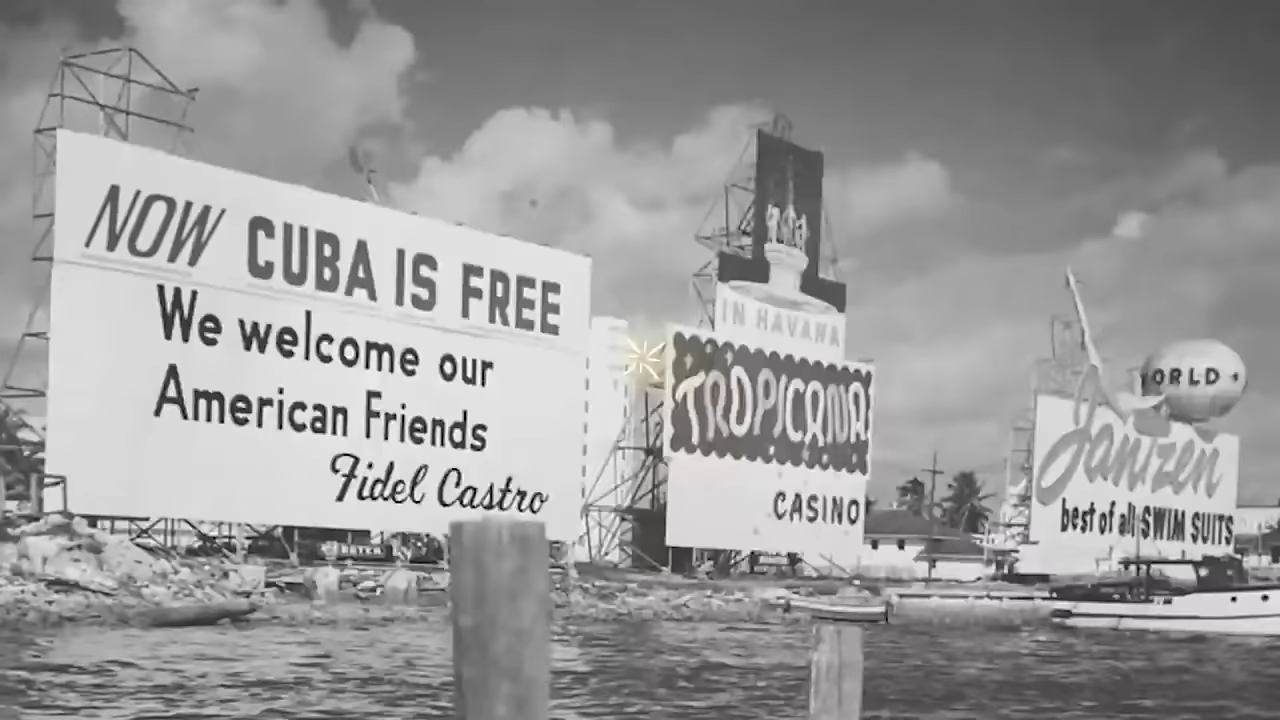 NOW CUBA IS FREE
We welcome our
American Friends
Fidel Castro
IN HAVANA
TROPICANA
CASINO
ORLD
Jantzen
best of all SWIM SUITS